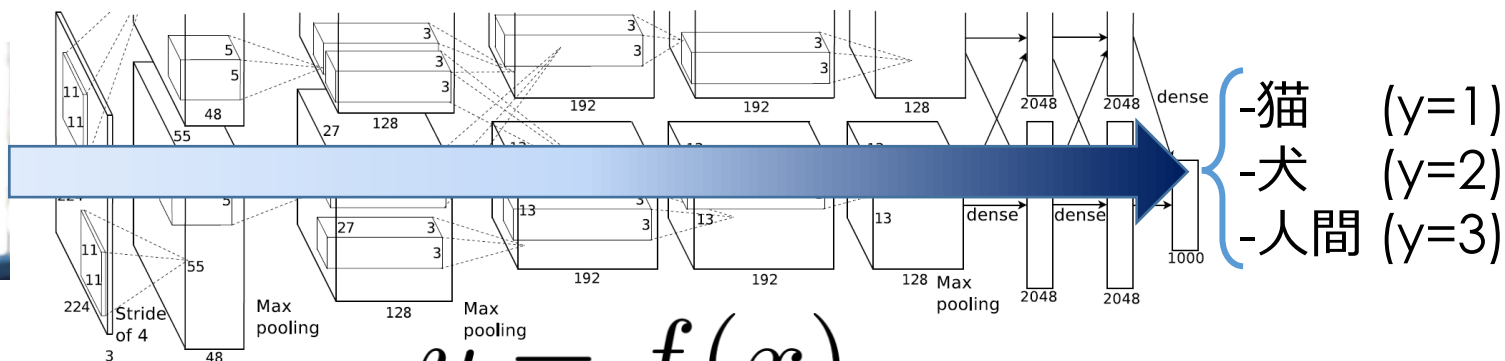 5
5
48
11
11
55
3
3
3
128
27
3
3
192
3
3
192
128
2048
2048
dense
-猫 (y=1)
-犬 (y=2)
-人間 (y=3)
5
13
3
13
3
13
dense
dense
1000
11
11
55
224
Stride
of 4
3
48
Max
pooling
27
3
3
128
Max
pooling
192
192
128
Max
pooling
2048
2048
y = f(x)